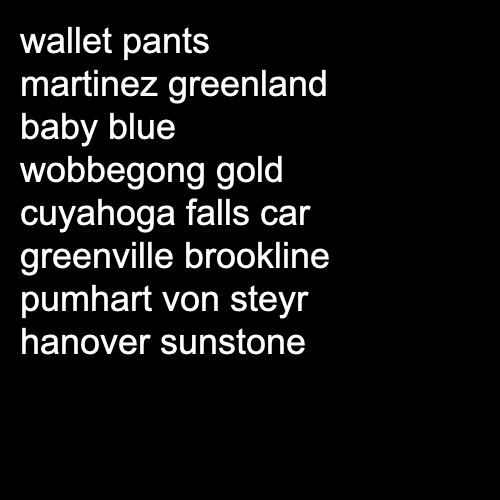 wallet pants
martinez greenland
baby blue
wobbegong gold
cuyahoga falls car
greenville brookline
pumhart von steyr
hanover sunstone